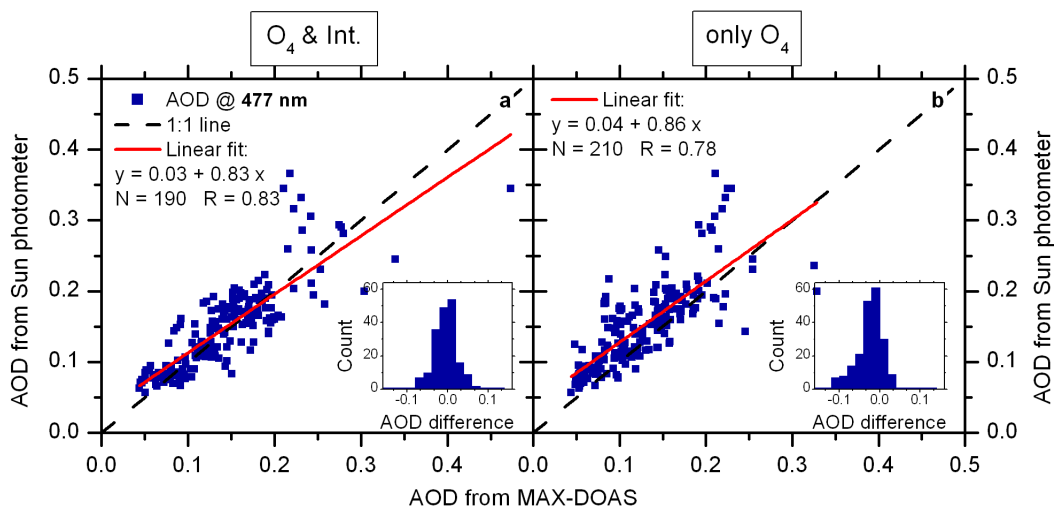 O₄ & Int.
only O₄
0.0 0.1 0.2 0.3 0.4 0.5
AOD from Sun photometer
AOD @ 477 nm
1:1 line
Linear fit:
y = 0.03 + 0.83 x
N = 190 R = 0.83
a
60
40
20
0
Count
-0.1 0.0 0.1
AOD difference
0.0 0.1 0.2 0.3 0.4
Linear fit:
y = 0.04 + 0.86 x
N = 210 R = 0.78
b
60
40
20
0
Count
-0.1 0.0 0.1
AOD difference
0.0 0.1 0.2 0.3 0.4 0.5
0.5
0.4
0.3
0.2
0.1
0.0
AOD from Sun photometer
AOD from MAX-DOAS